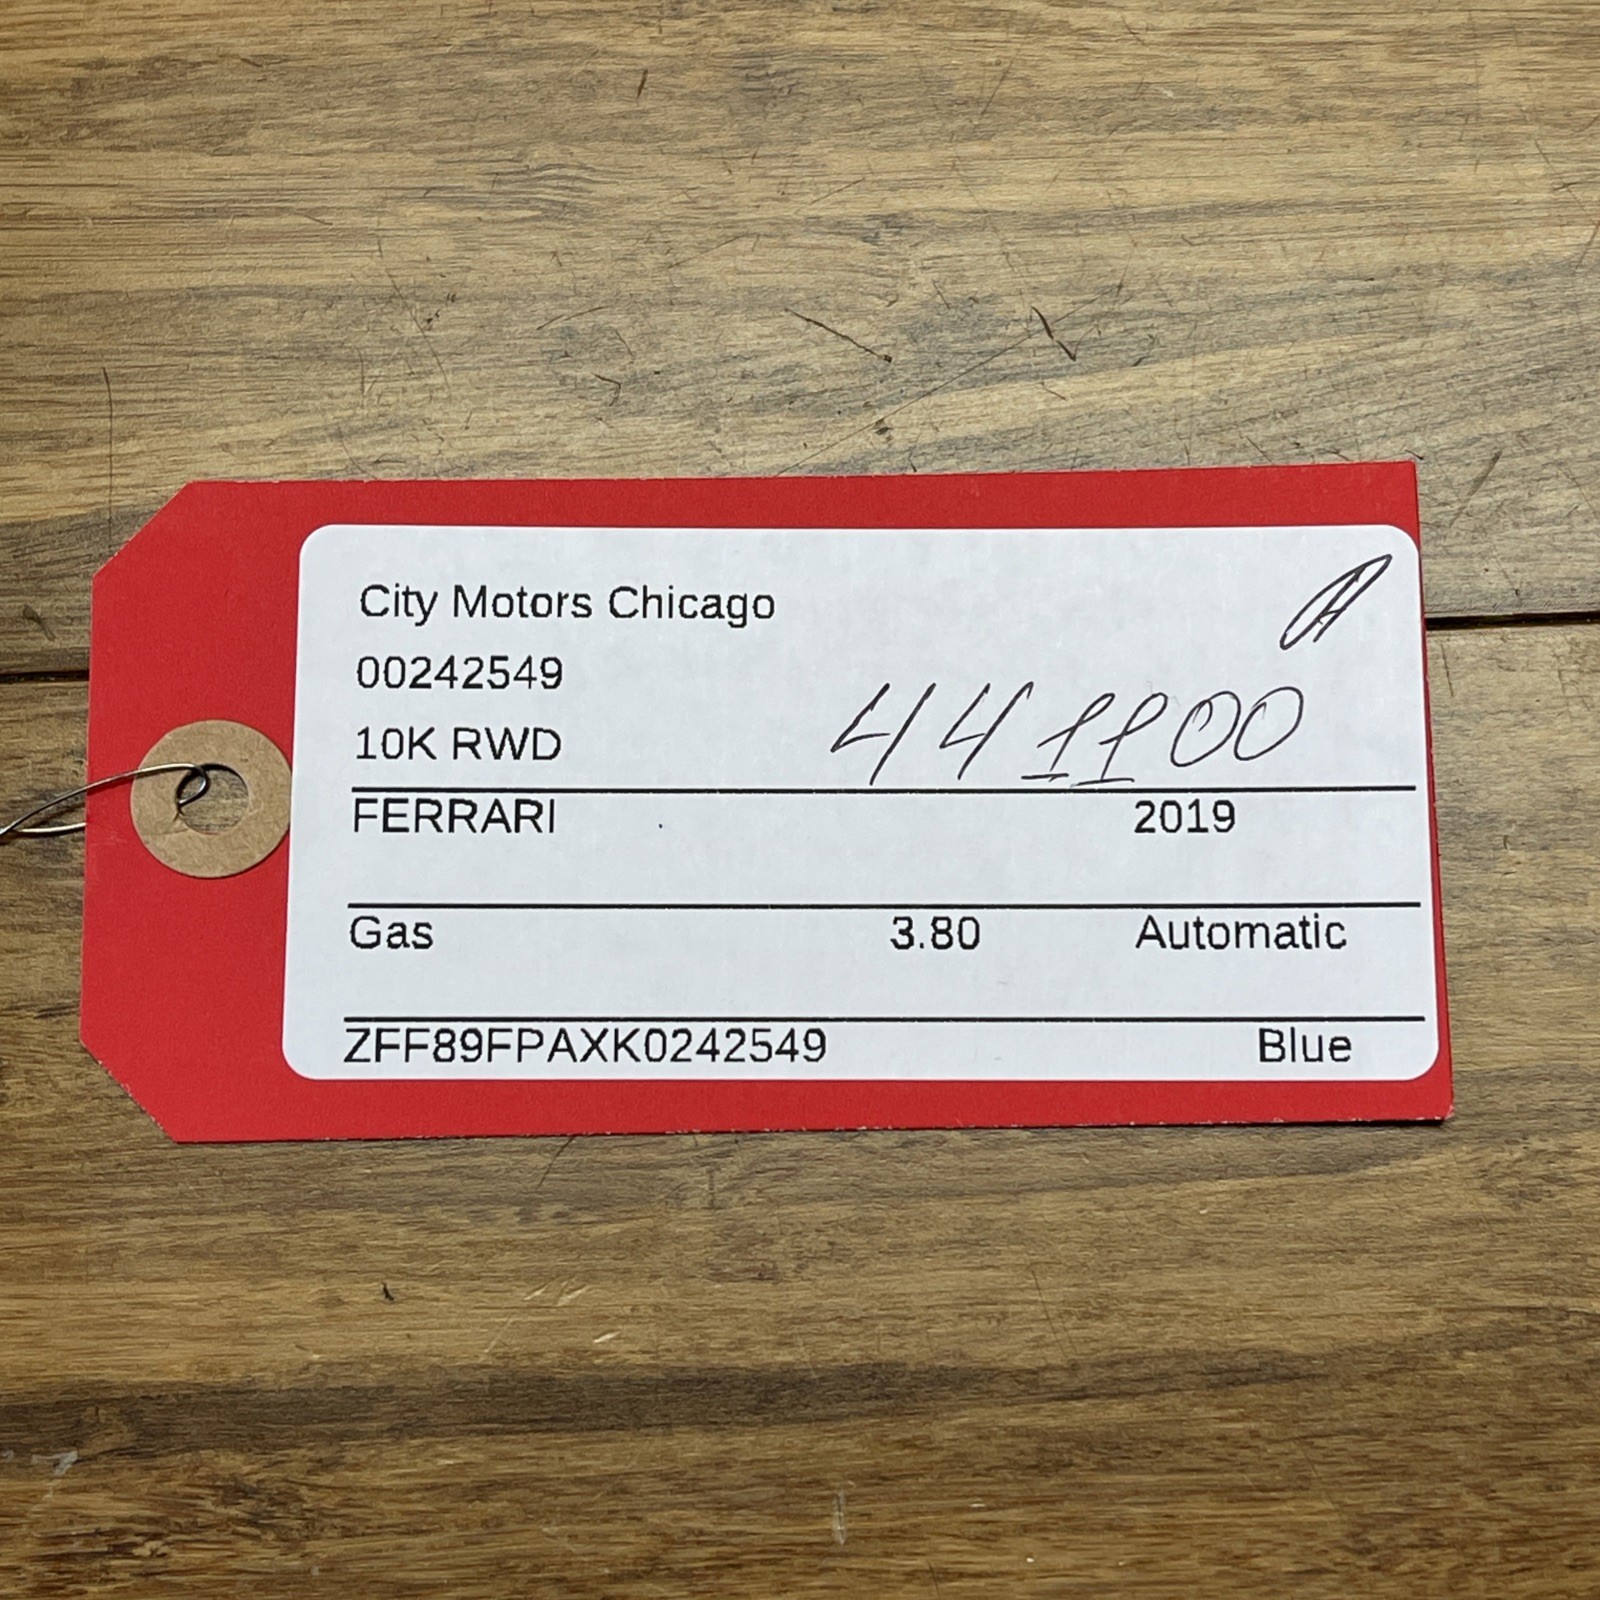 City Motors Chicago
00242549
10K RWD
441100
FERRARI 2019
Gas 3.80 Automatic
ZFF89FPAXK0242549 Blue